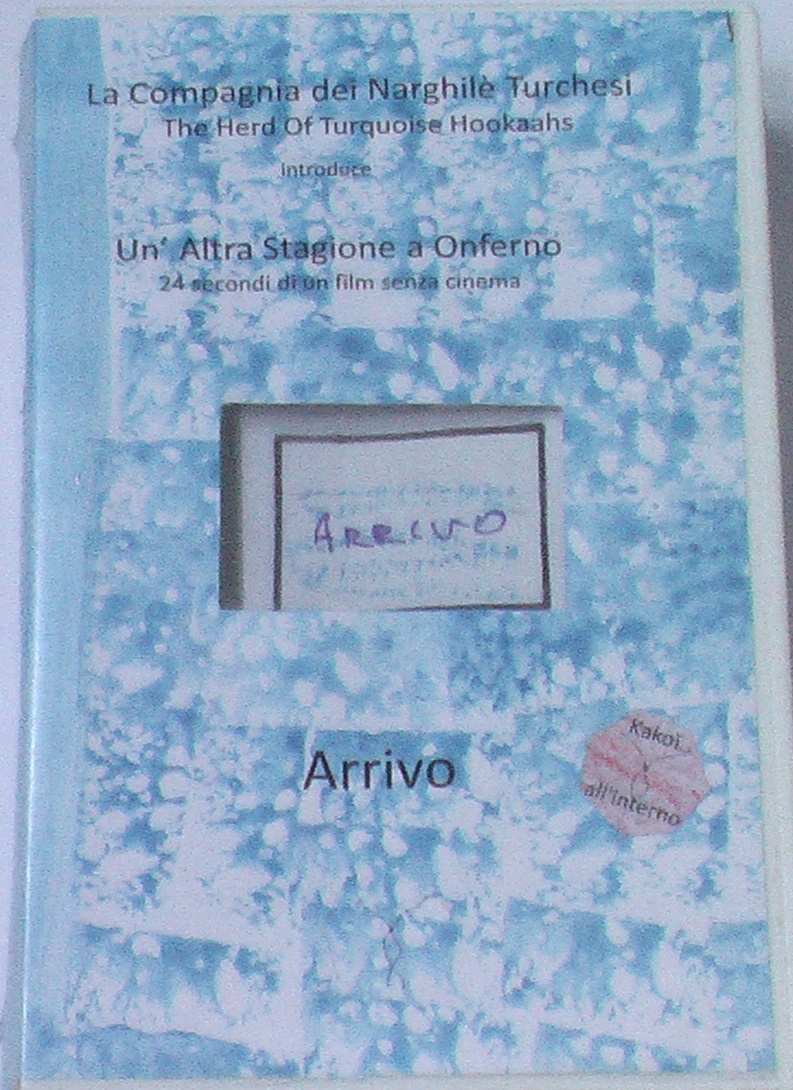 La Compagnia dei Narghilè Turchesi
The Herd Of Turquoise Hookaahs
Introduce
Un' Altra Stagione a Onferno
24 secondi di un film senza cinema
ARRIVO
Arrivo
Kakoi
all'interno